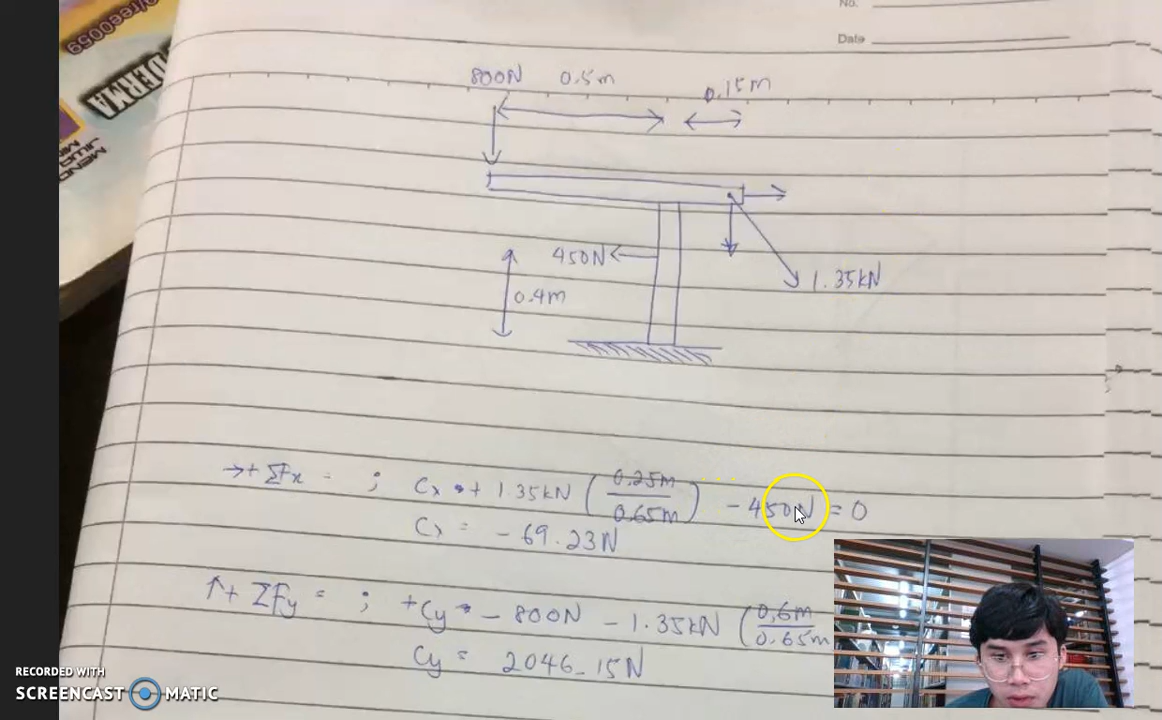 No.
Date
800N 0.5m 0.15m
450N
0.4m
1.35kN
→+ ΣFx = ; Cx + 1.35kN (0.25m/0.65m) - 450N = 0
Cx = - 69.23N
↑+ ΣFy = ; +Cy - 800N - 1.35kN (0.6m/0.65m
Cy = 2046.15N
RECORDED WITH
SCREENCAST MATIC